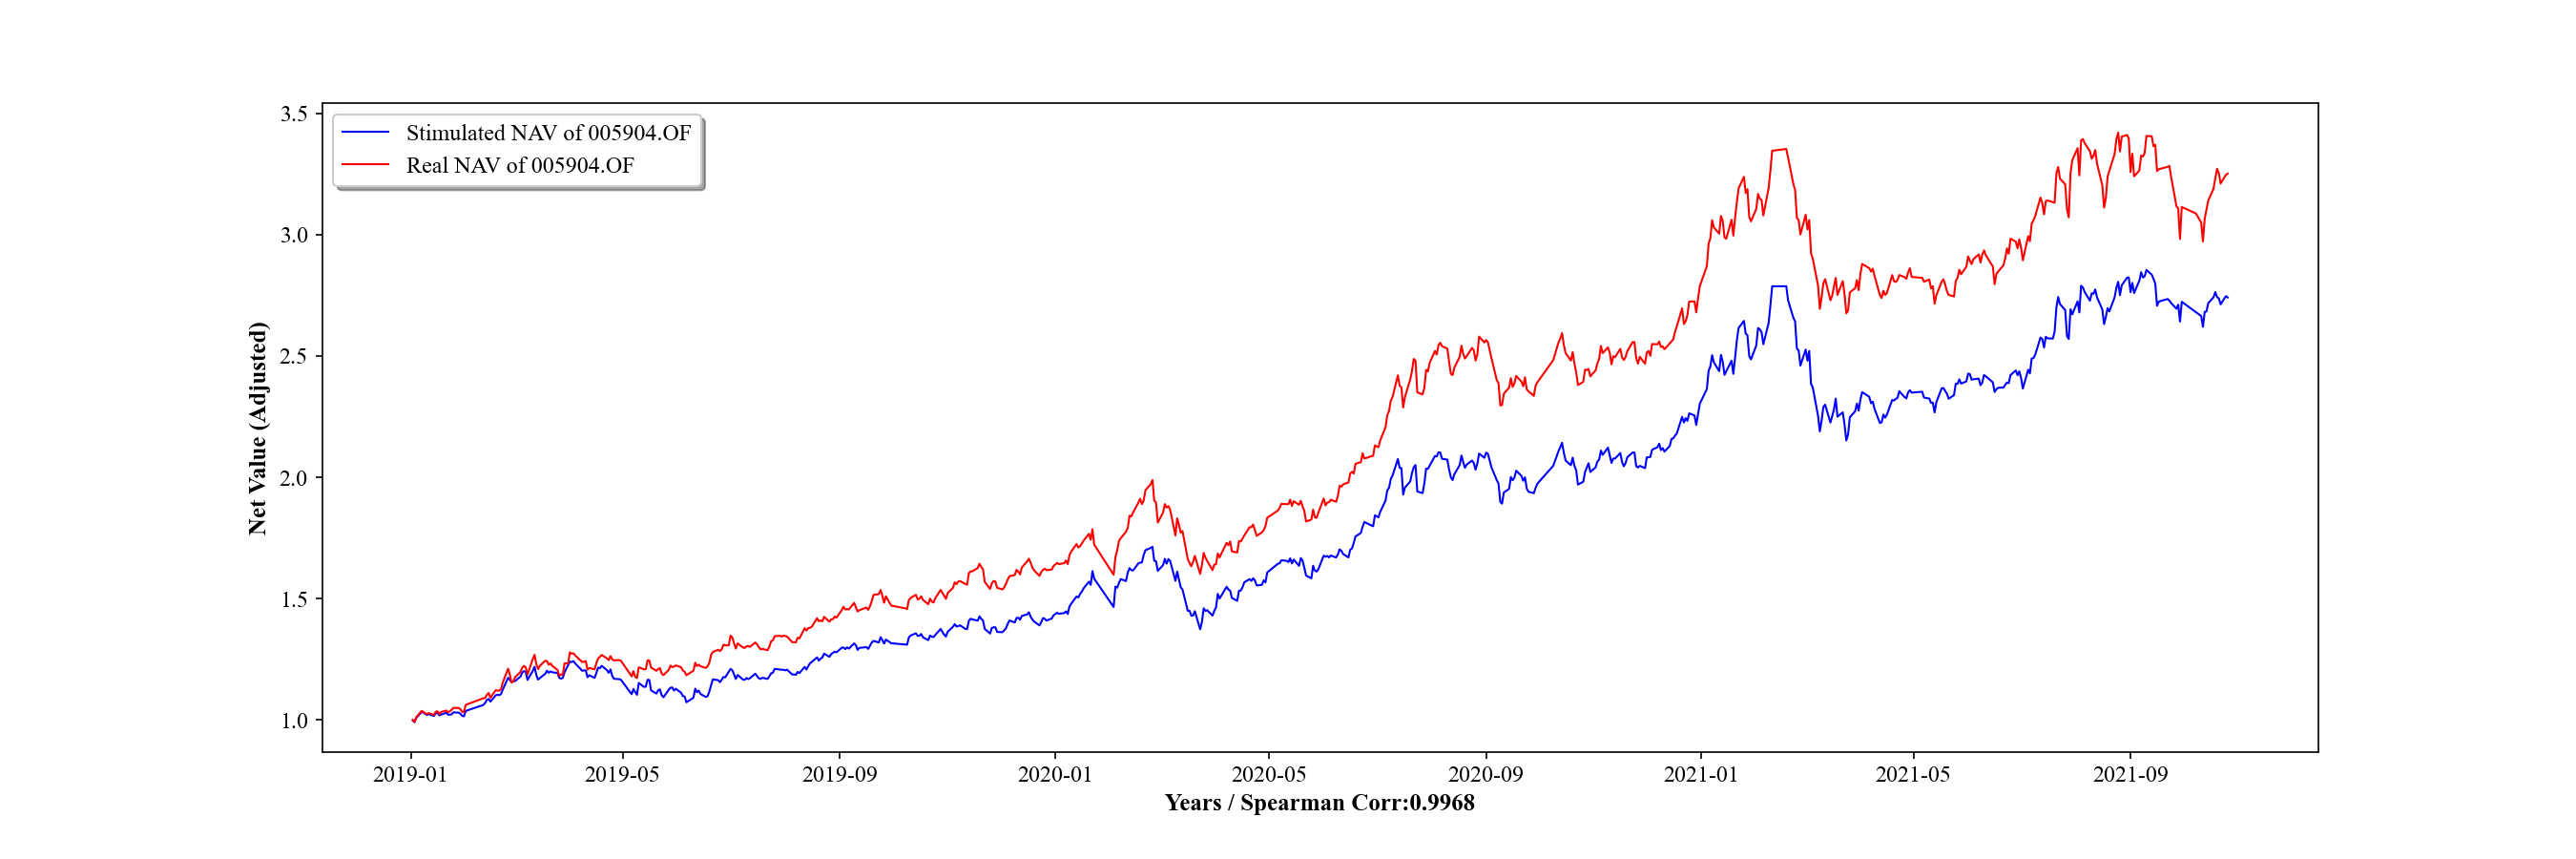 3.5
Stimulated NAV of 005904.OF
Real NAV of 005904.OF
3.0
2.5
2.0
1.5
1.0
Net Value (Adjusted)
2019-01 2019-05 2019-09 2020-01 2020-05 2020-09 2021-01 2021-05 2021-09
Years / Spearman Corr:0.9968